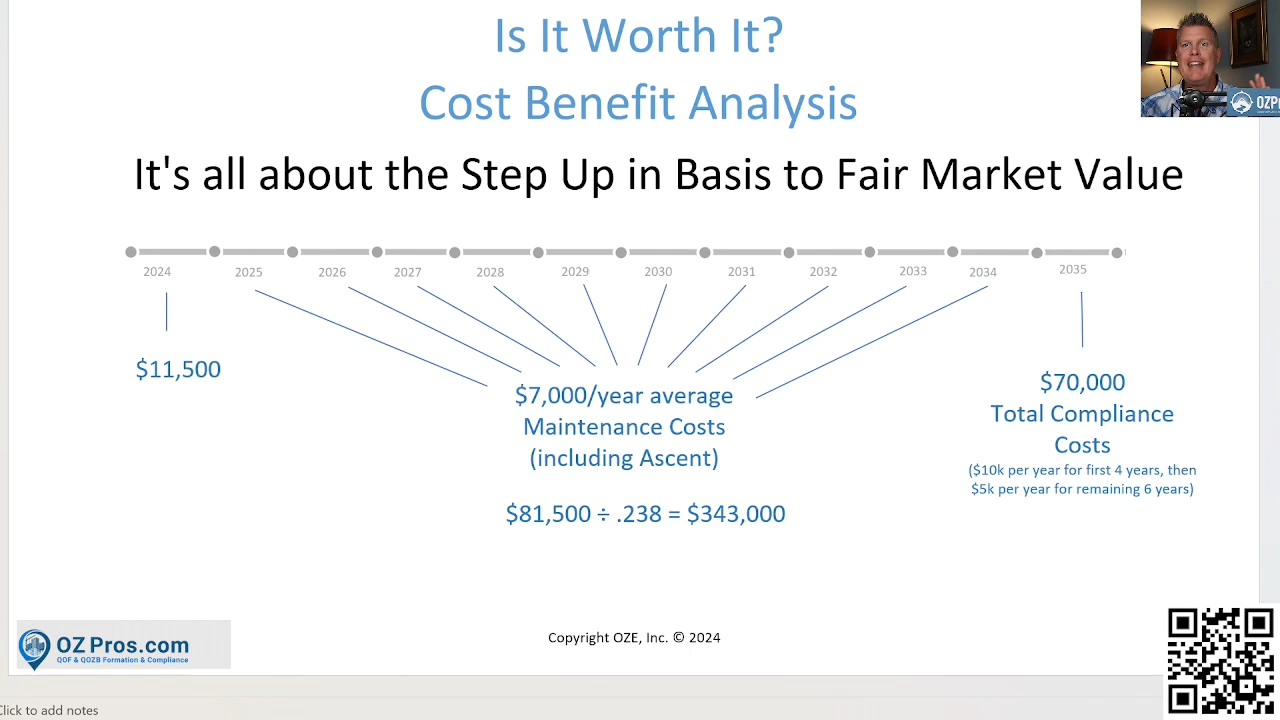 Is It Worth It?
Cost Benefit Analysis
It's all about the Step Up in Basis to Fair Market Value
2024
2025
2026
2027
2028
2029
2030
2031
2032
2033
2034
2035
$11,500
$7,000/year average
Maintenance Costs
(including Ascent)
$81,500 ÷ .238 = $343,000
$70,000
Total Compliance
Costs
($10k per year for first 4 years, then
$5k per year for remaining 6 years)
OZ Pros.com
QOF & QOZB Formation & Compliance
Copyright OZE, Inc. © 2024
Click to add notes